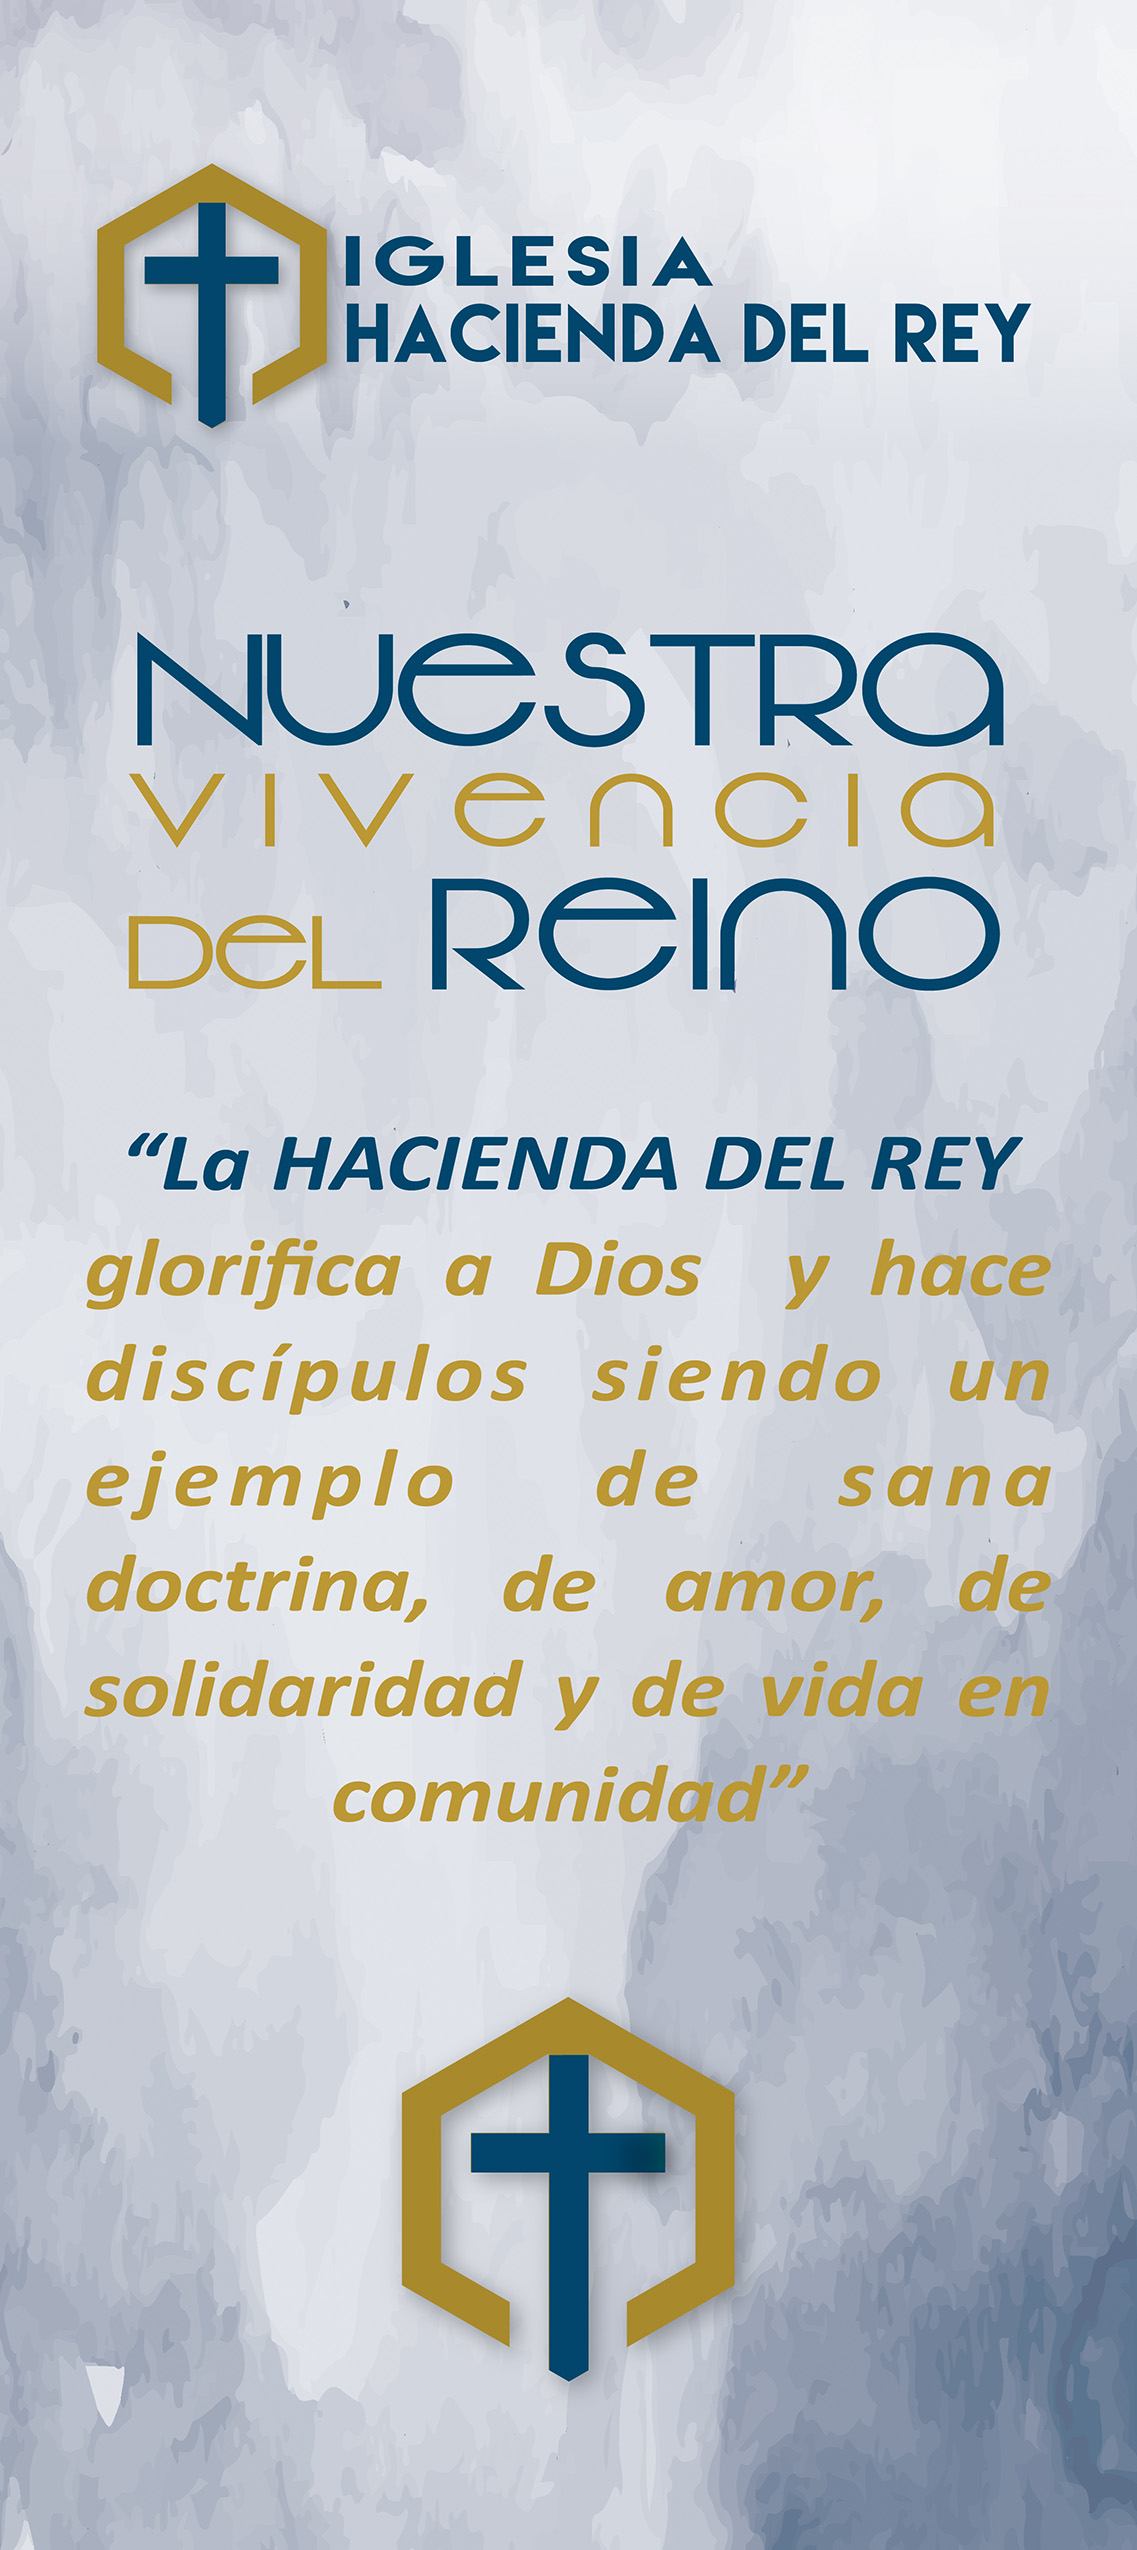 IGLESIA
HACIENDA DEL REY
NUeSTRa
VIVencIa
DeL ReIno
“La HACIENDA DEL REY
glorifica a Dios y hace
discípulos siendo un
ejemplo de sana
doctrina, de amor, de
solidaridad y de vida en
comunidad”